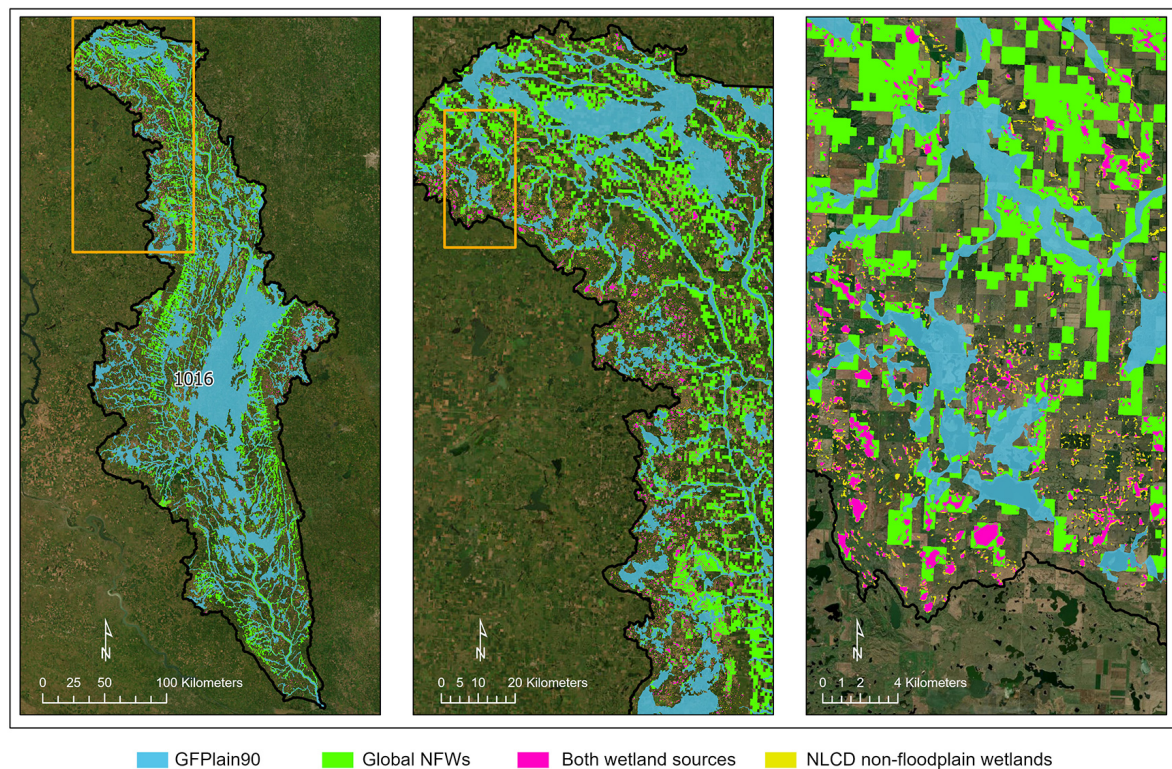 1016
N
0 25 50 100 Kilometers
N
0 5 10 20 Kilometers
N
0 1 2 4 Kilometers
GFPlain90
Global NFWs
Both wetland sources
NLCD non-floodplain wetlands